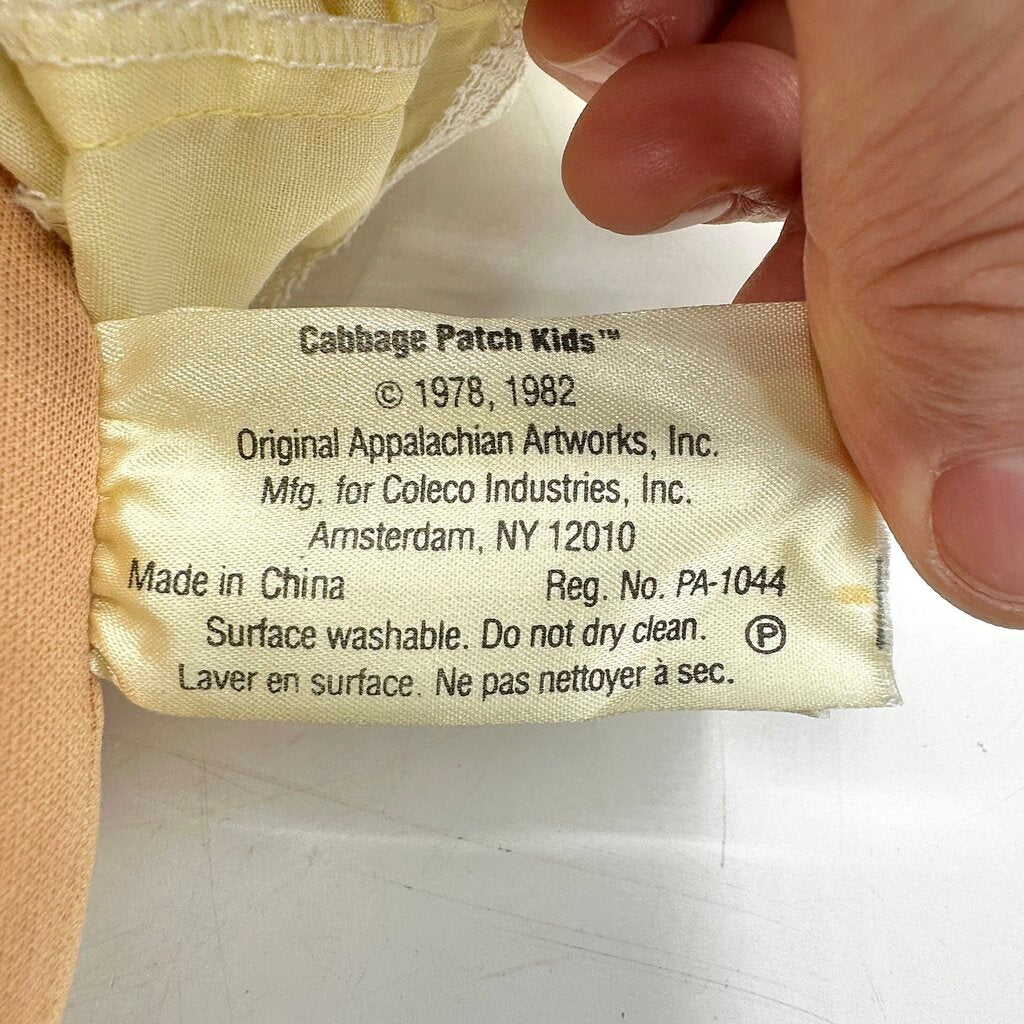 Cabbage Patch Kids™
© 1978, 1982
Original Appalachian Artworks, Inc.
Mfg. for Coleco Industries, Inc.
Amsterdam, NY 12010
Made in China Reg. No. PA-1044
Surface washable. Do not dry clean. Ⓟ
Laver en surface. Ne pas nettoyer à sec.